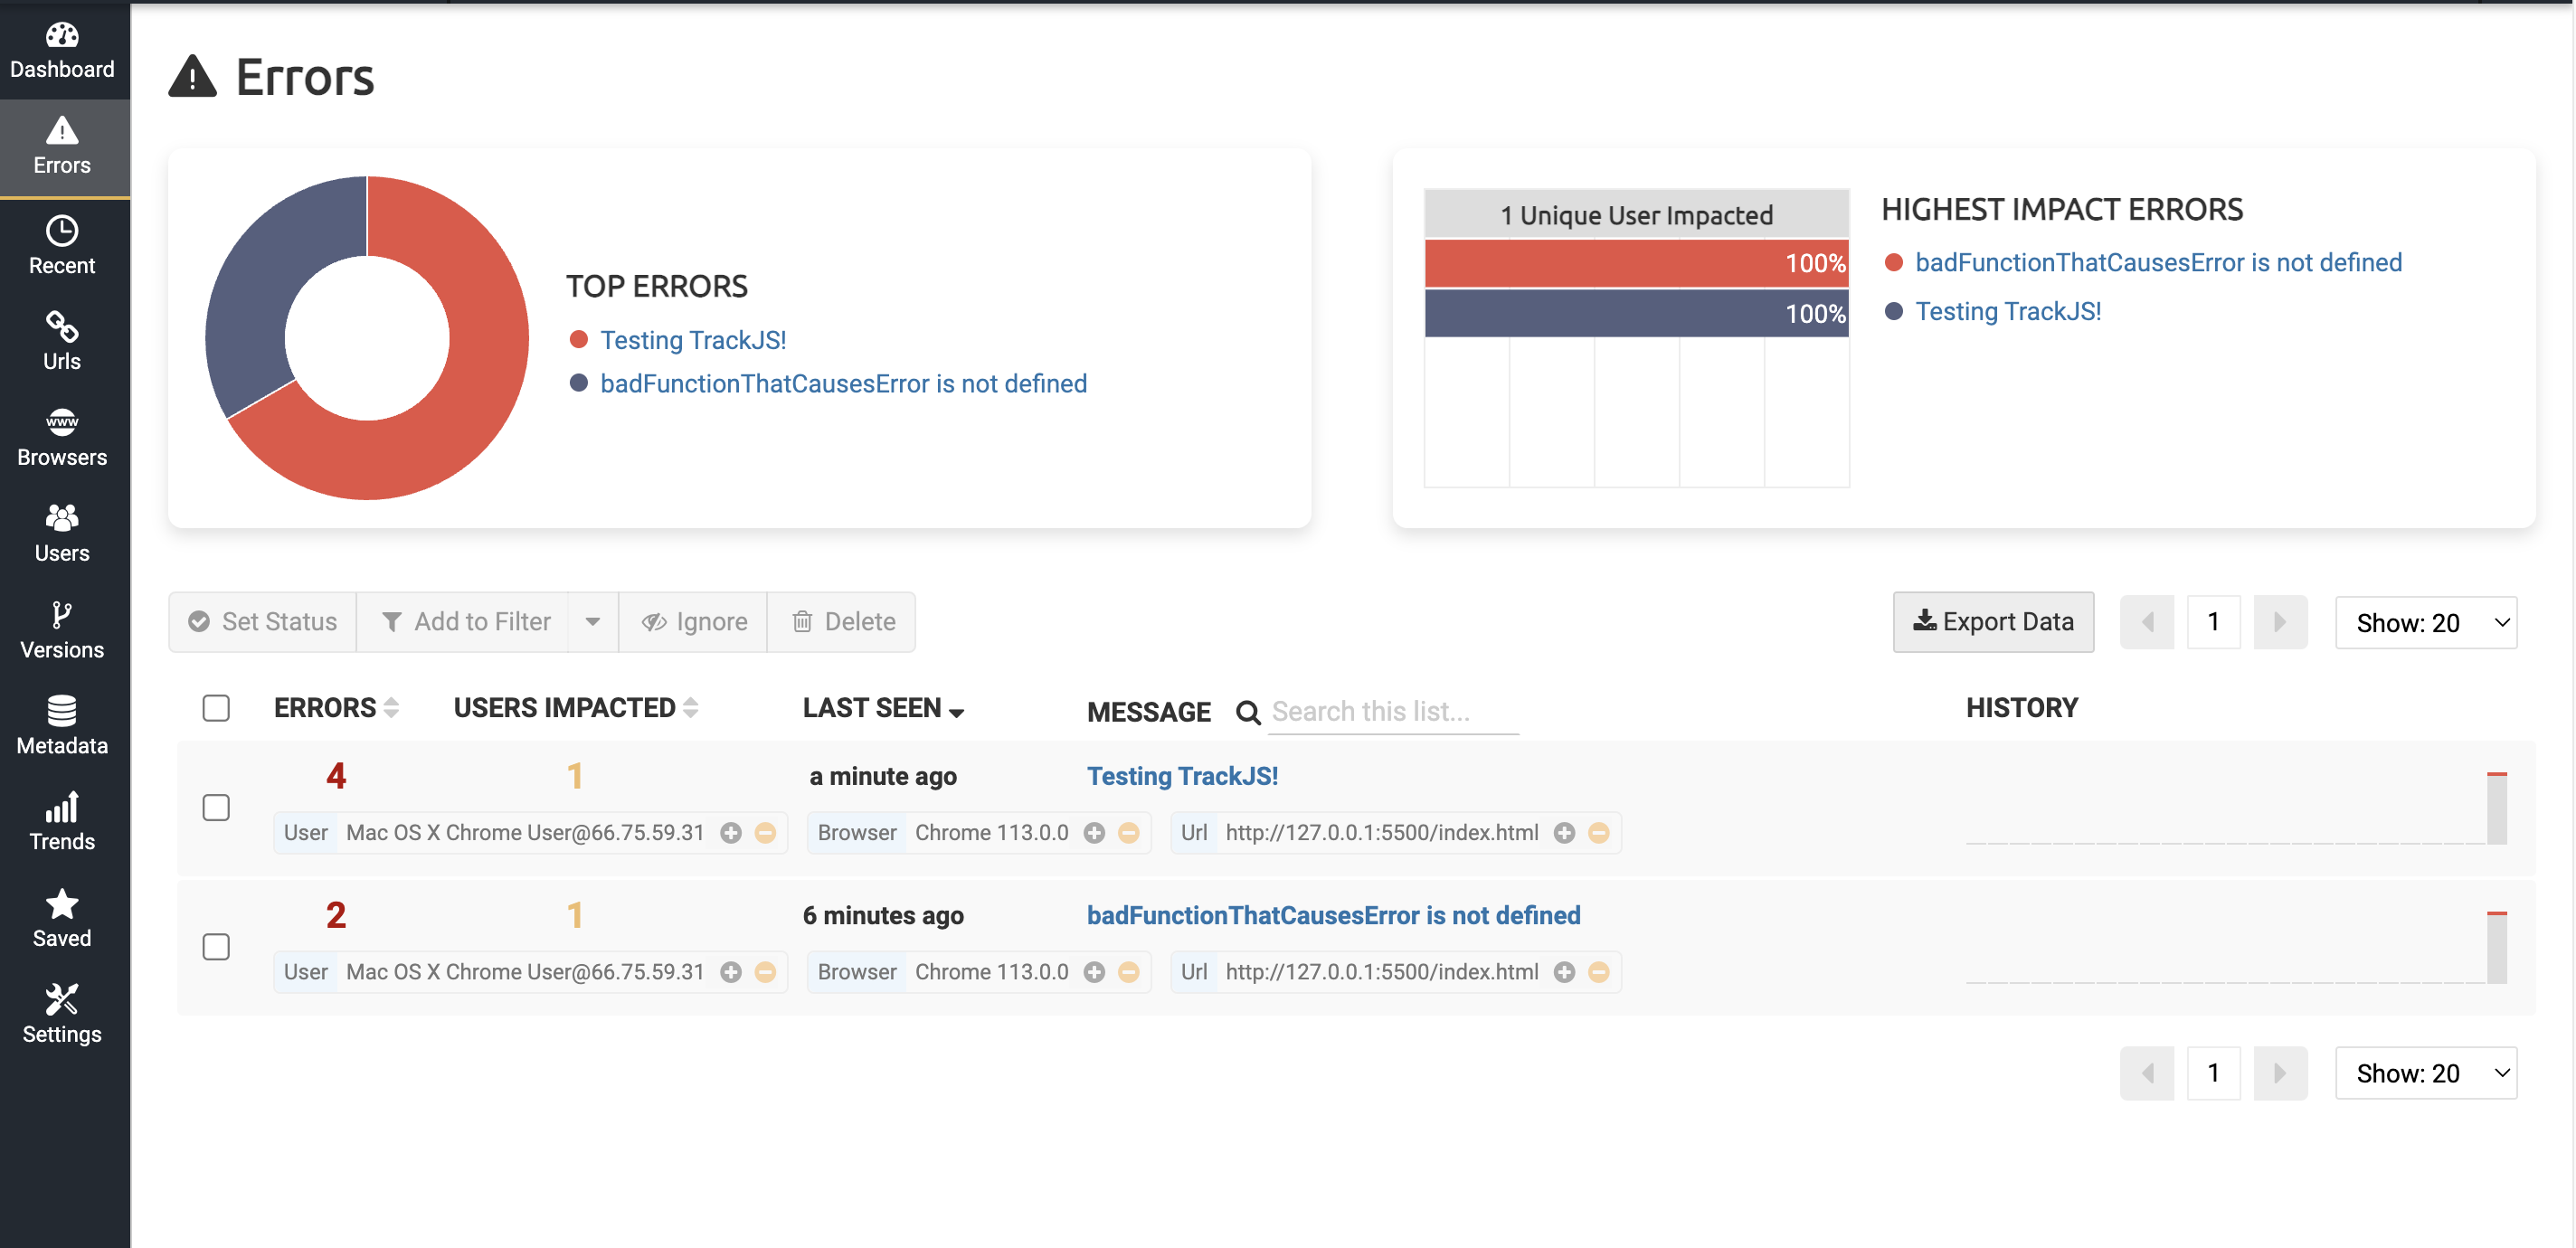 Dashboard
Errors
Recent
Urls
www
Browsers
Users
Versions
Metadata
Trends
Saved
Settings
Errors
TOP ERRORS
Testing TrackJS!
badFunctionThatCausesError is not defined
1 Unique User Impacted
100%
100%
HIGHEST IMPACT ERRORS
badFunctionThatCausesError is not defined
Testing TrackJS!
Set Status Add to Filter Ignore Delete
Export Data 1 Show: 20
ERRORS USERS IMPACTED LAST SEEN MESSAGE Search this list... HISTORY
4 1 a minute ago Testing TrackJS!
User Mac OS X Chrome User@66.75.59.31 Browser Chrome 113.0.0 Url http://127.0.0.1:5500/index.html
2 1 6 minutes ago badFunctionThatCausesError is not defined
User Mac OS X Chrome User@66.75.59.31 Browser Chrome 113.0.0 Url http://127.0.0.1:5500/index.html
1 Show: 20